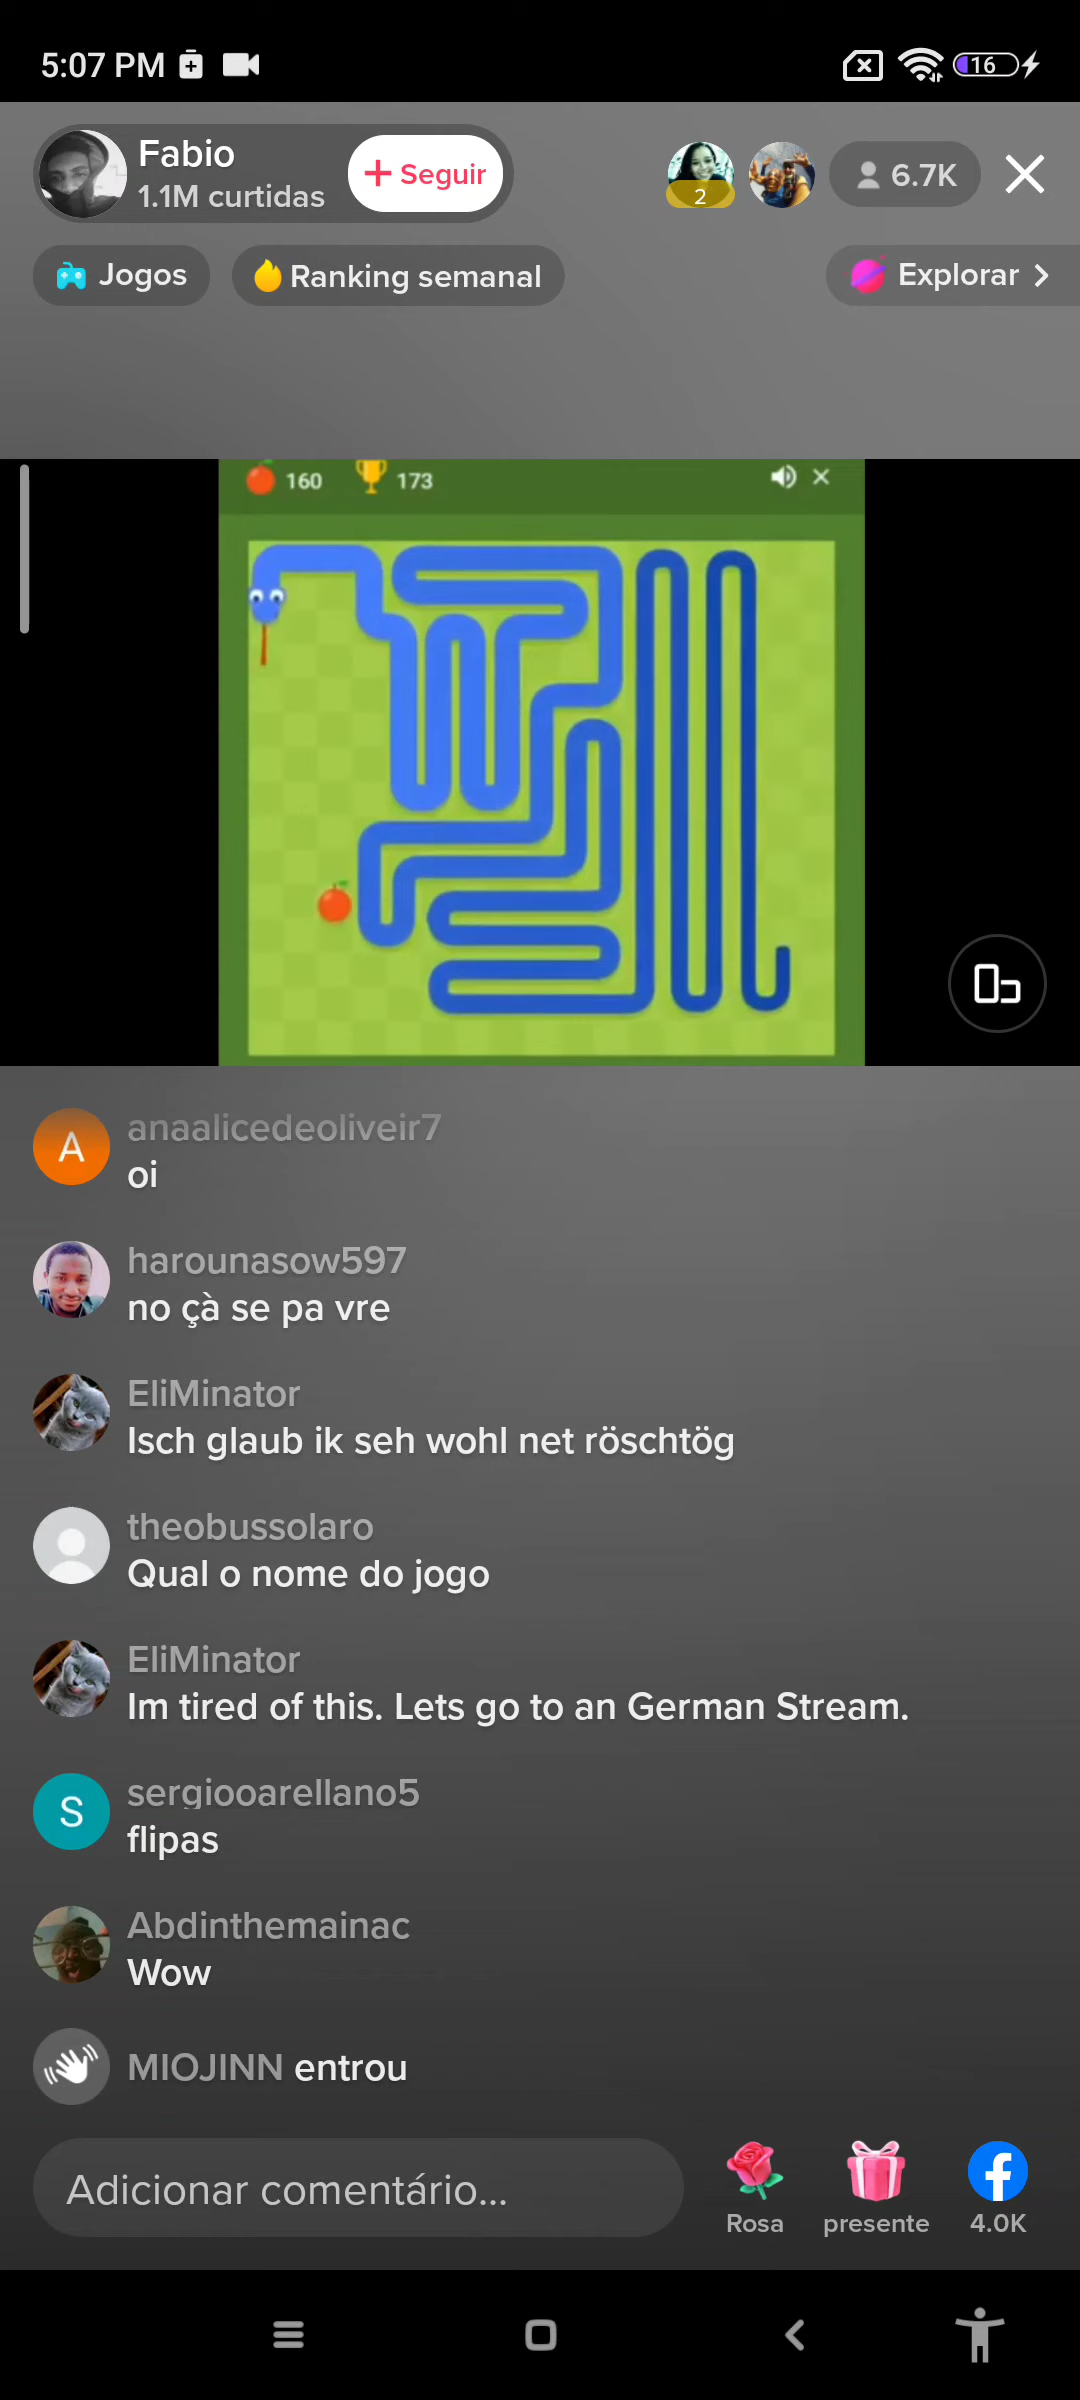 5:07 PM
16
Fabio
1.1M curtidas
+ Seguir
2
6.7K
Jogos
Ranking semanal
Explorar
160
173
A
anaalicedeoliveir7
oi
harounasow597
no çà se pa vre
EliMinator
Isch glaub ik seh wohl net röschtög
theobussolaro
Qual o nome do jogo
EliMinator
Im tired of this. Lets go to an German Stream.
S
sergiooarellano5
flipas
Abdinthemainac
Wow
MIOJINN entrou
Adicionar comentário...
Rosa
presente
4.0K